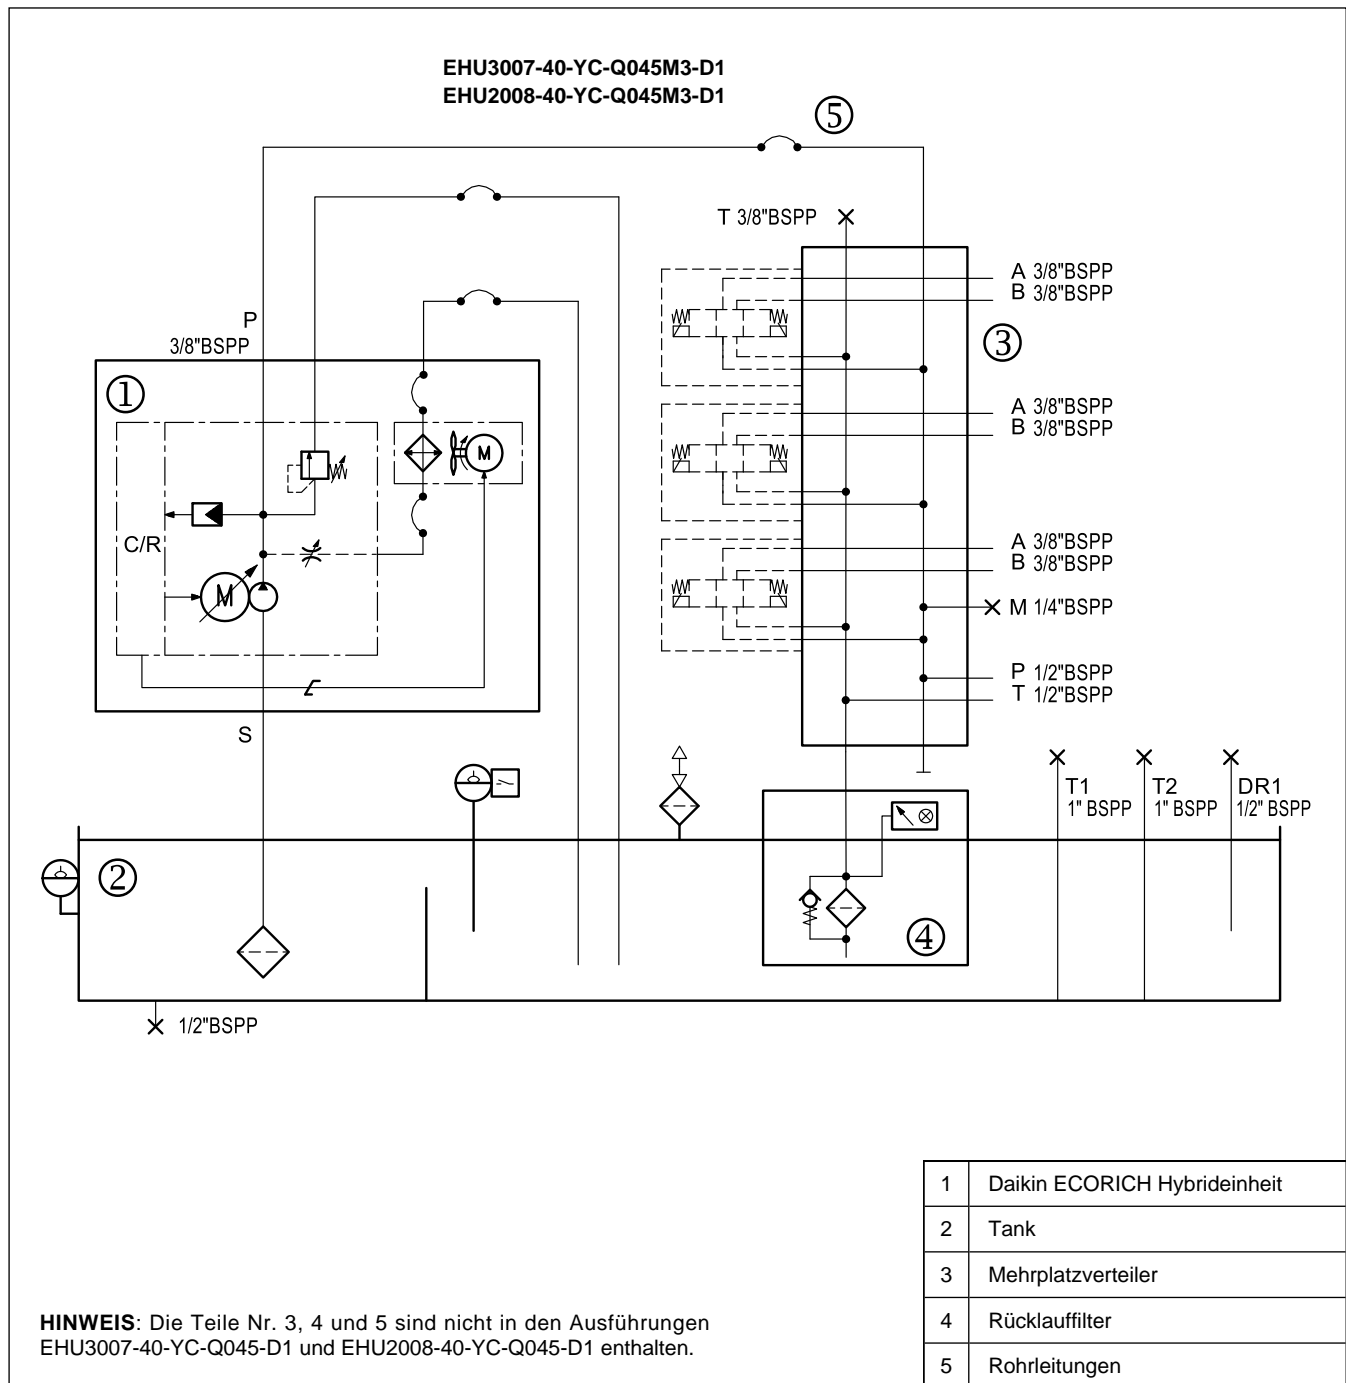 EHU3007-40-YC-Q045M3-D1
EHU2008-40-YC-Q045M3-D1
5
T 3/8"BSPP
A 3/8"BSPP
B 3/8"BSPP
P
3/8"BSPP
3
1
A 3/8"BSPP
B 3/8"BSPP
M
C/R
M
A 3/8"BSPP
B 3/8"BSPP
M 1/4"BSPP
P 1/2"BSPP
T 1/2"BSPP
S
T1
1" BSPP
T2
1" BSPP
DR1
1/2" BSPP
2
4
1/2"BSPP
1 Daikin ECORICH Hybrideinheit
2 Tank
3 Mehrplatzverteiler
4 Rücklauffilter
5 Rohrleitungen
HINWEIS: Die Teile Nr. 3, 4 und 5 sind nicht in den Ausführungen
EHU3007-40-YC-Q045-D1 und EHU2008-40-YC-Q045-D1 enthalten.